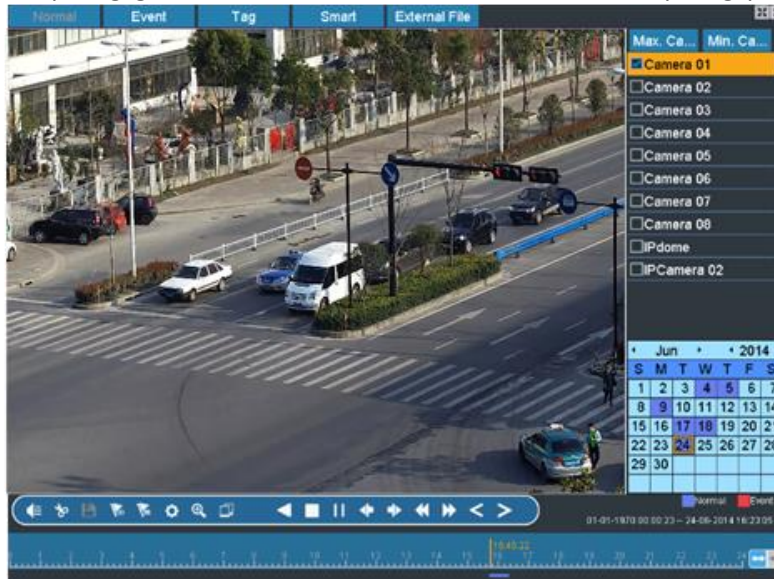 Normal Event Tag Smart External File
Max. Ca... Min. Ca...
Camera 01
Camera 02
Camera 03
Camera 04
Camera 05
Camera 06
Camera 07
Camera 08
IPdome
IPCamera 02
Jun 2014
S M T W T F S
1 2 3 4 5 6 7
8 9 10 11 12 13 14
15 16 17 18 19 20 21
22 23 24 25 26 27 28
29 30
Normal Event
01-01-1970 00:00:23 -- 24-06-2014 16:23:05